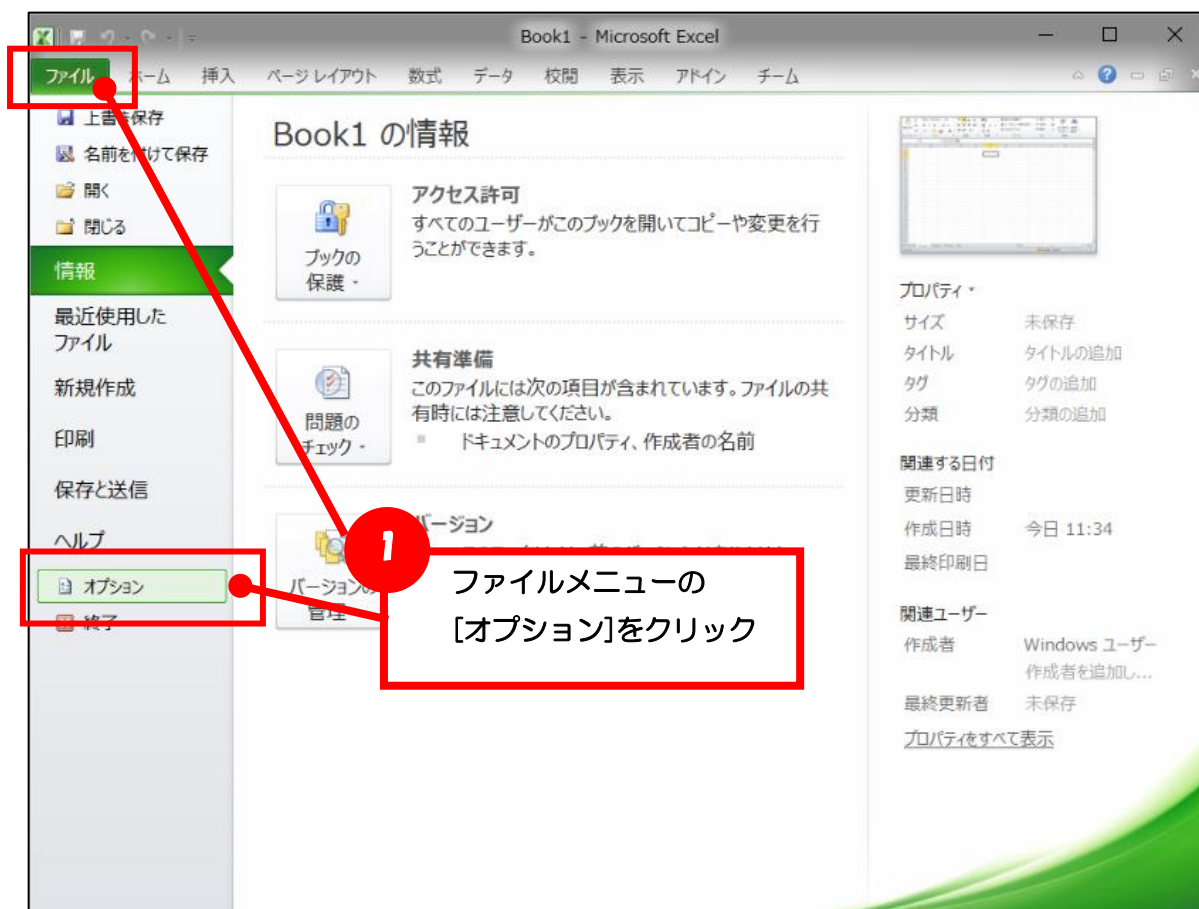 Book1 - Microsoft Excel
ファイル ホーム 挿入 ページ レイアウト 数式 データ 校閲 表示 アドイン チーム
上書き保存
名前を付けて保存
開く
閉じる
情報
最近使用した
ファイル
新規作成
印刷
保存と送信
ヘルプ
オプション
終了
Book1 の情報
ブックの
保護
アクセス許可
すべてのユーザーがこのブックを開いてコピーや変更を行
うことができます。
問題の
チェック
共有準備
このファイルには次の項目が含まれています。ファイルの共
有時には注意してください。
ドキュメントのプロパティ、作成者の名前
バージョンの
管理
バージョン
1
ファイルメニューの
[オプション]をクリック
プロパティ
サイズ 未保存
タイトル タイトルの追加
タグ タグの追加
分類 分類の追加
関連する日付
更新日時
作成日時 今日 11:34
最終印刷日
関連ユーザー
作成者 Windows ユーザー
作成者を追加し...
最終更新者 未保存
プロパティをすべて表示